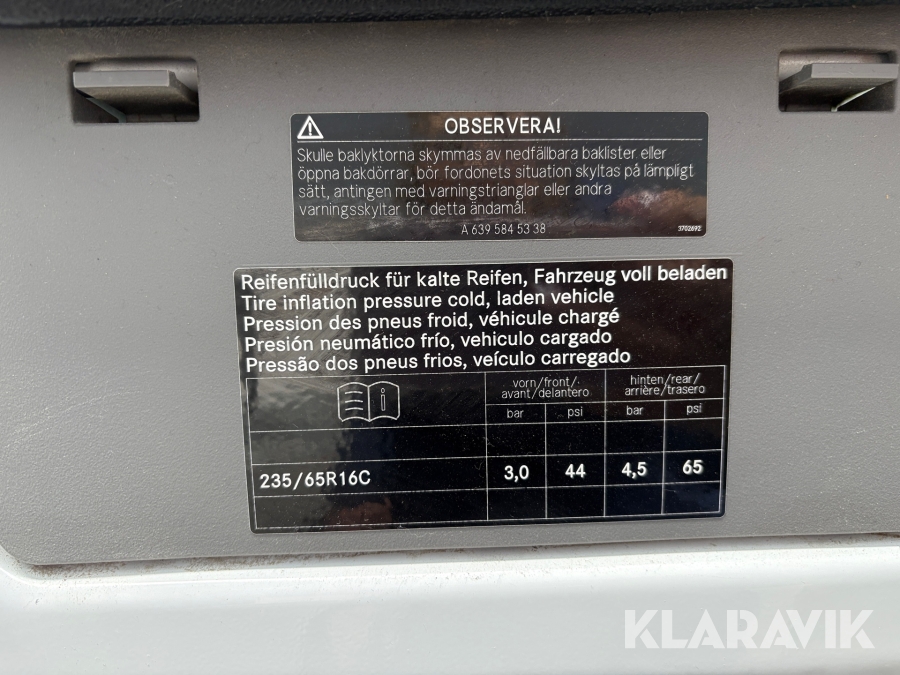 OBSERVERA!
Skulle baklyktorna skymmas av nedfällbara baklister eller
öppna bakdörrar, bör fordonets situation skyltas på lämpligt
sätt, antingen med varningstrianglar eller andra
varningsskyltar för detta ändamål.
A 639 584 53 38
3702692
Reifenfülldruck für kalte Reifen, Fahrzeug voll beladen
Tire inflation pressure cold, laden vehicle
Pression des pneus froid, véhicule chargé
Presión neumático frío, vehiculo cargado
Pressão dos pneus frios, veículo carregado
vorn/front/- hinten/rear/
avant/delantero arrière/trasero
bar psi bar psi
235/65R16C 3,0 44 4,5 65
KLARAVIK